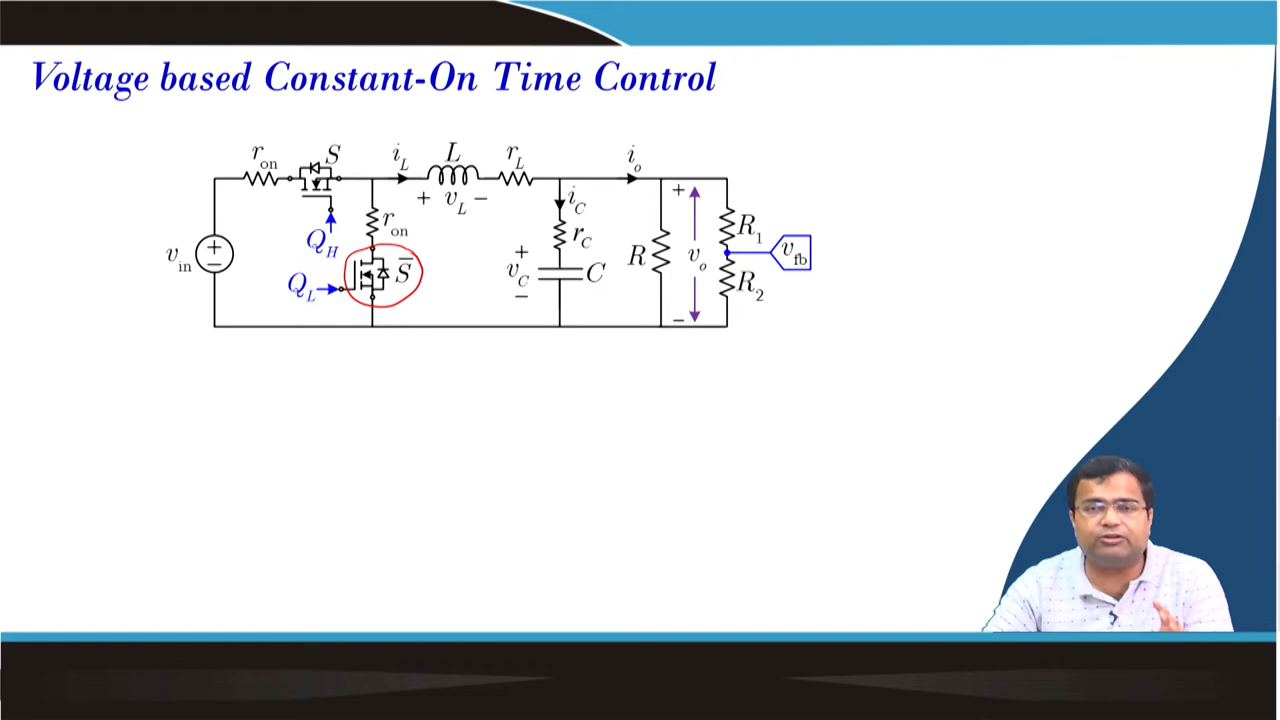 Voltage based Constant-On Time Control
r_on S i_L L r_L i_o
+ v_L − i_C +
Q_H r_on r_C R_1
v_in + − + v_C − C R v_o v_fb
Q_L S̅ R_2
−